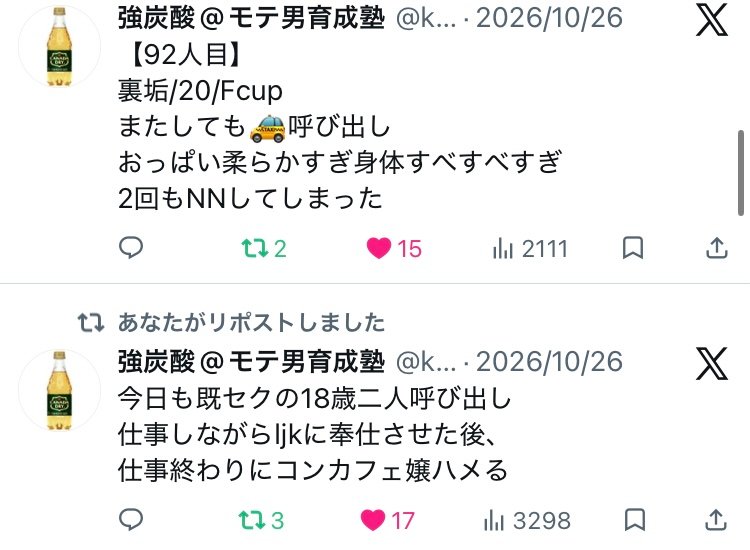 強炭酸@モテ男育成塾 @k... · 2026/10/26
【92人目】
裏垢/20/Fcup
またしても🚕呼び出し
おっぱい柔らかすぎ身体すべすべすぎ
2回もNNしてしまった
2 15 2111
あなたがリポストしました
強炭酸@モテ男育成塾 @k... · 2026/10/26
今日も既セクの18歳二人呼び出し
仕事しながらljkに奉仕させた後、
仕事終わりにコンカフェ嬢ハメる
3 17 3298